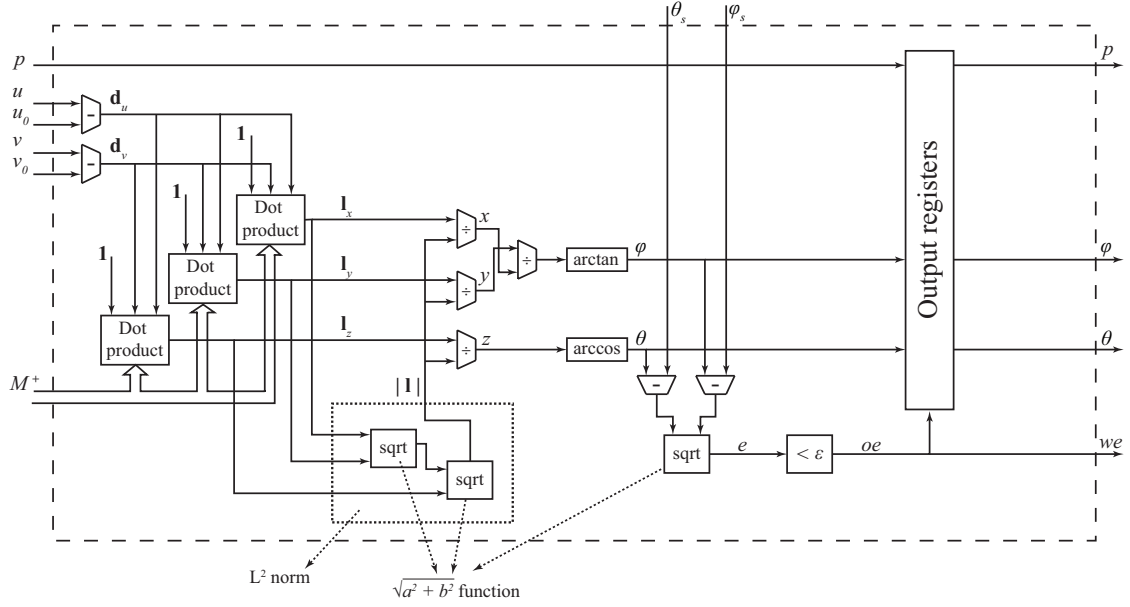 θs φs
p p
u
u0
v
v0
- du
- dv
1
Dot
product
1
Dot
product
1
Dot
product
lx
ly
lz
÷ x
÷ y
÷ z
÷
arctan φ φ
arccos θ θ
Output registers
M+
| l |
- -
sqrt
sqrt
sqrt e < ε oe we
L2 norm
√a2 + b2 function